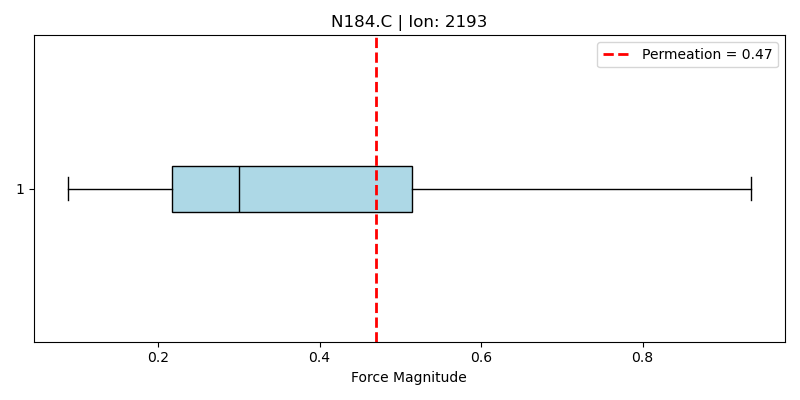 N184.C | Ion: 2193
Permeation = 0.47
1
0.2
0.4
0.6
0.8
Force Magnitude